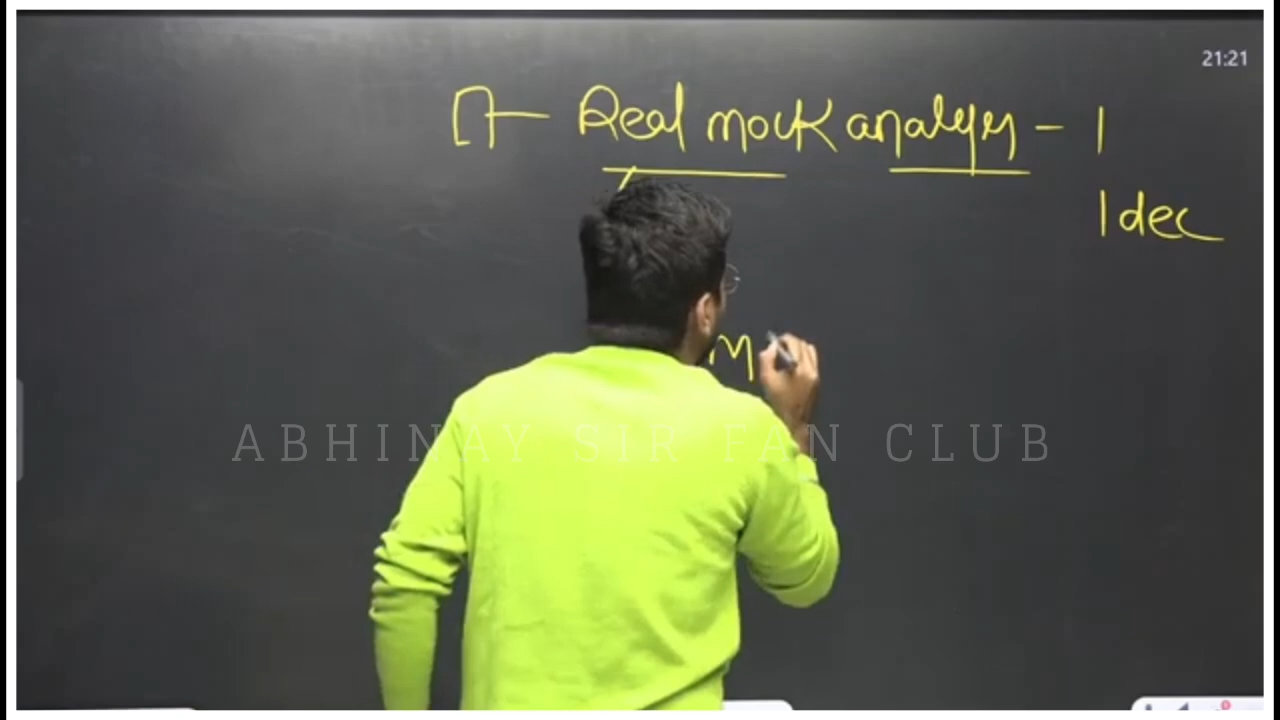 21:21
Real mock analysis - 1
1 dec
M
ABHINAY SIR FAN CLUB